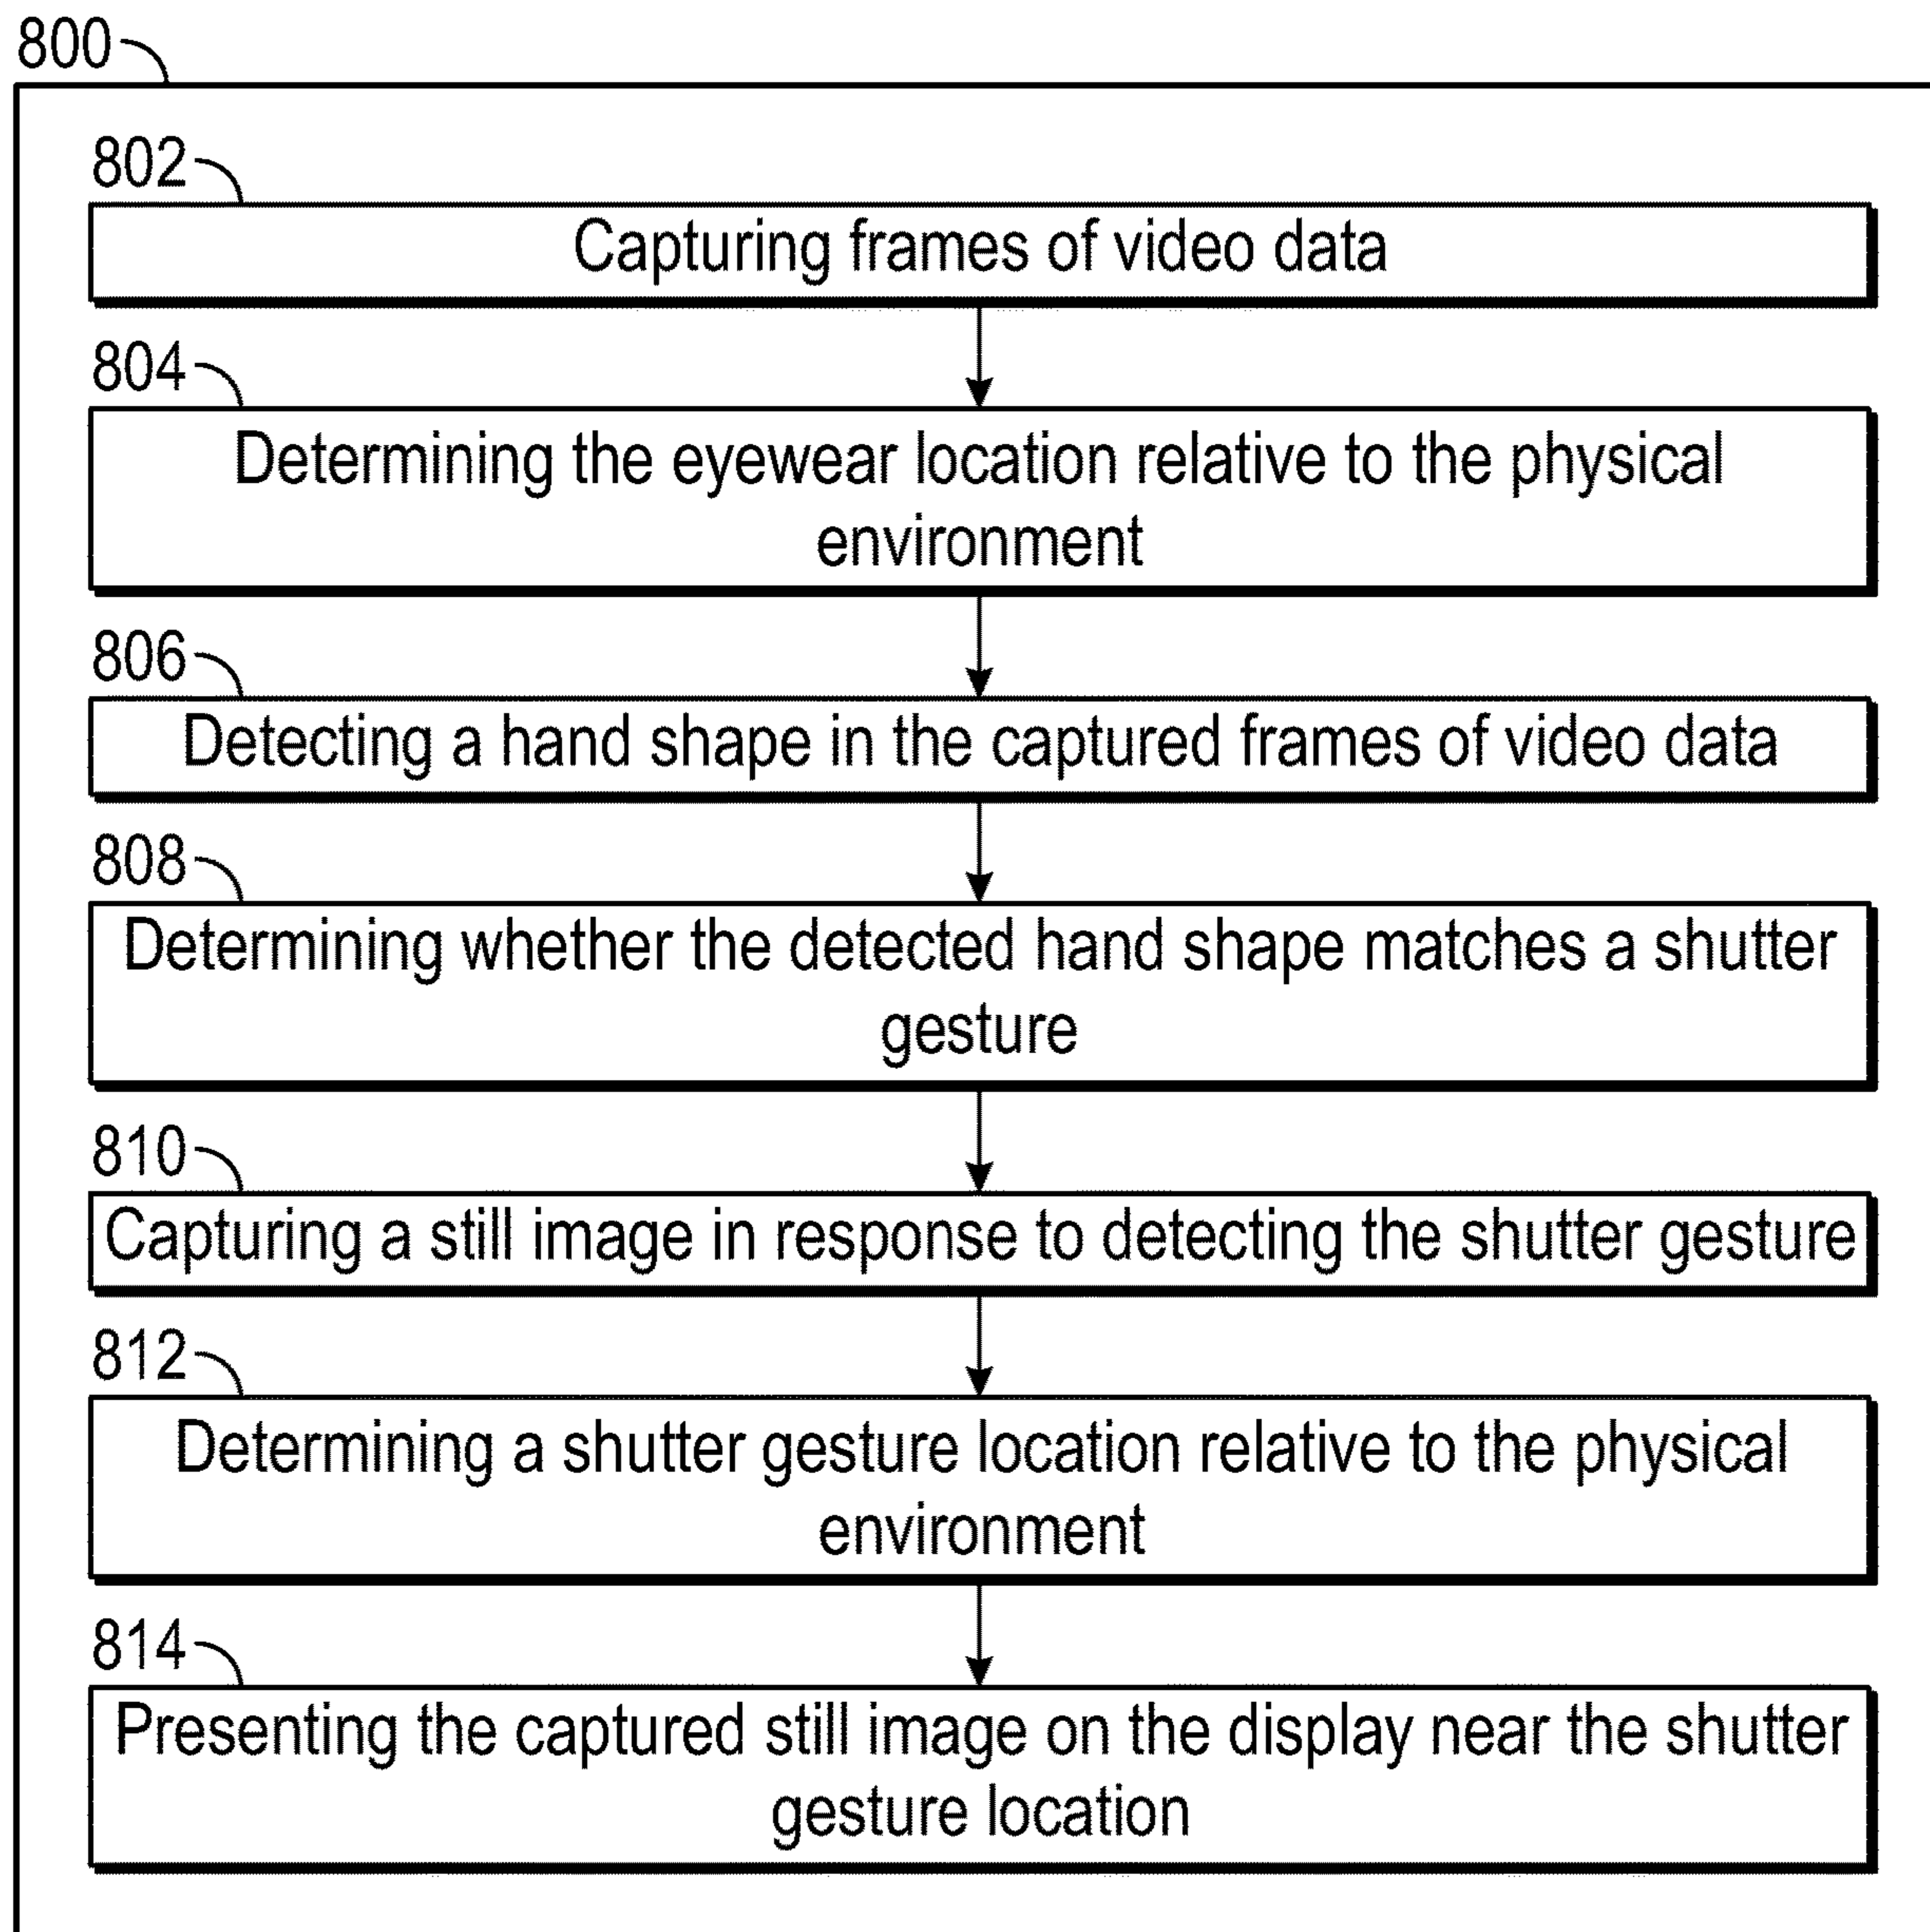 800
802
Capturing frames of video data
804
Determining the eyewear location relative to the physical
environment
806
Detecting a hand shape in the captured frames of video data
808
Determining whether the detected hand shape matches a shutter
gesture
810
Capturing a still image in response to detecting the shutter gesture
812
Determining a shutter gesture location relative to the physical
environment
814
Presenting the captured still image on the display near the shutter
gesture location